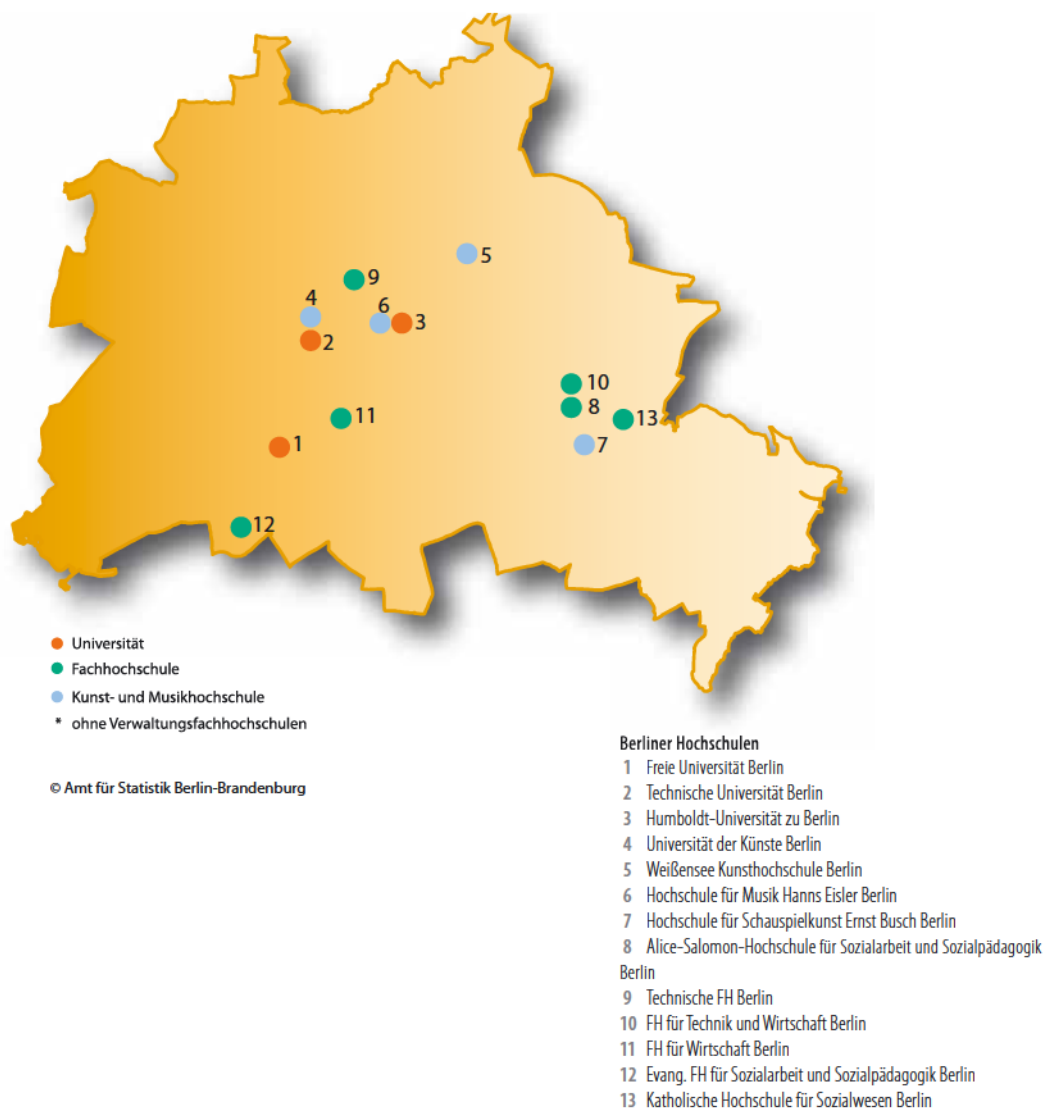 5
9
4
6
3
2
10
8
13
11
7
1
12
Universität
Fachhochschule
Kunst- und Musikhochschule
* ohne Verwaltungsfachhochschulen
© Amt für Statistik Berlin-Brandenburg
Berliner Hochschulen
1 Freie Universität Berlin
2 Technische Universität Berlin
3 Humboldt-Universität zu Berlin
4 Universität der Künste Berlin
5 Weißensee Kunsthochschule Berlin
6 Hochschule für Musik Hanns Eisler Berlin
7 Hochschule für Schauspielkunst Ernst Busch Berlin
8 Alice-Salomon-Hochschule für Sozialarbeit und Sozialpädagogik
Berlin
9 Technische FH Berlin
10 FH für Technik und Wirtschaft Berlin
11 FH für Wirtschaft Berlin
12 Evang. FH für Sozialarbeit und Sozialpädagogik Berlin
13 Katholische Hochschule für Sozialwesen Berlin